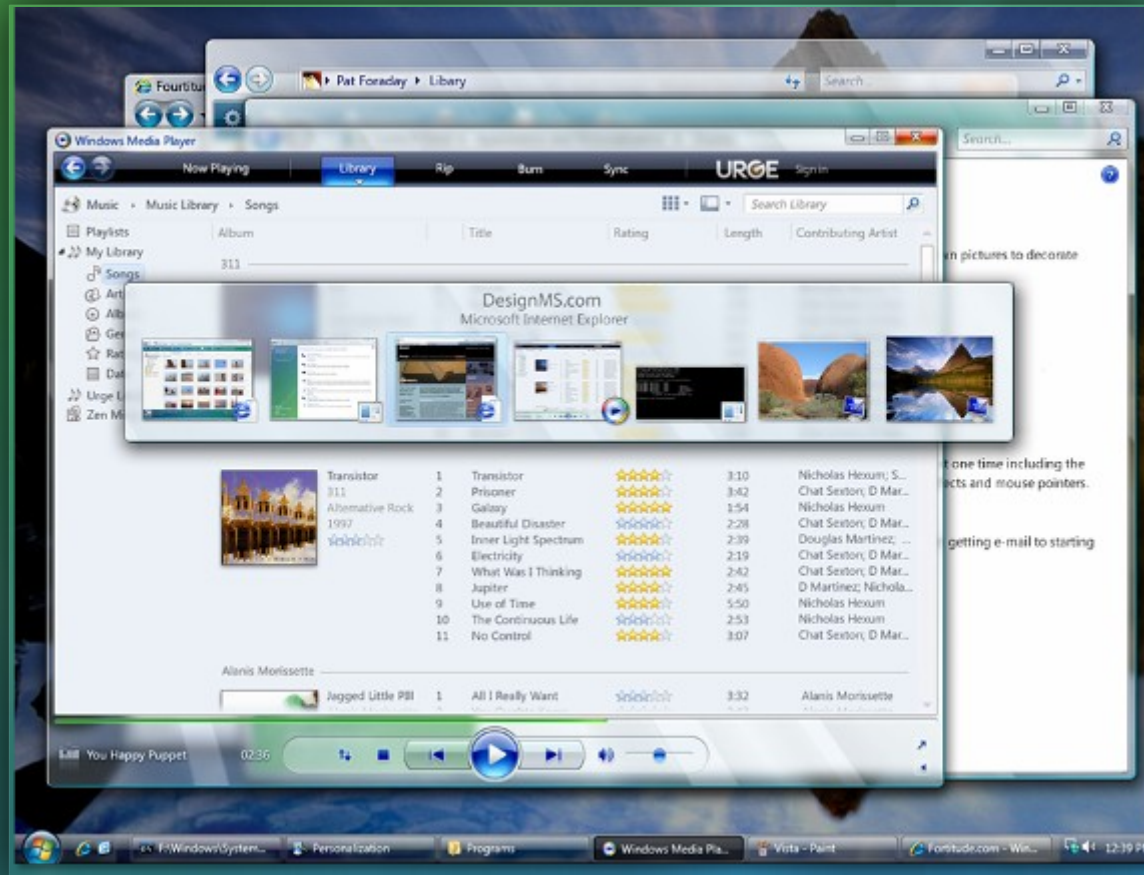 Pat Foraday Libary
Search...
Fourtitu
Search...
Windows Media Player
Now Playing Library Rip Burn Sync URGE Sign in
Music Music Library Songs
Search Library
Playlists
My Library
Songs
Album Title Rating Length Contributing Artist
311
n pictures to decorate
DesignMS.com
Microsoft Internet Explorer
Transistor
311
Alternative Rock
1997
1 Transistor 3:10 Nicholas Hexum; S...
2 Prisoner 3:42 Chat Sexton; D Mar...
3 Galaxy 1:54 Nicholas Hexum
4 Beautiful Disaster 2:28 Chat Sexton; D Mar...
5 Inner Light Spectrum 2:39 Douglas Martinez; ...
6 Electricity 2:19 Chat Sexton; D Mar...
7 What Was I Thinking 2:42 Chat Sexton; D Mar...
8 Jupiter 2:45 D Martinez; Nichola...
9 Use of Time 5:50 Nicholas Hexum
10 The Continuous Life 2:53 Nicholas Hexum
11 No Control 3:07 Chat Sexton; D Mar...
t one time including the
ects and mouse pointers.
getting e-mail to starting
Alanis Morissette
Jagged Little Pill 1 All I Really Want 3:32 Alanis Morissette
You Happy Puppet 02:36
F:\Windows\System... Personalization Programs Windows Media Pla... Vista - Paint Fortitude.com - Win... 12:39 PM